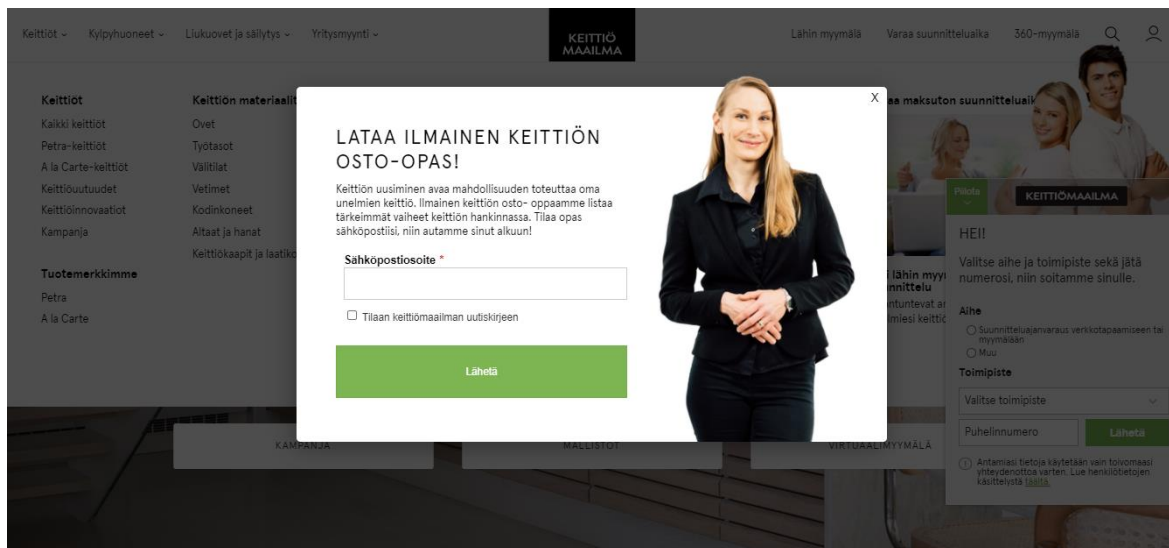 Keittiöt
Kylpyhuoneet
Liukuovet ja säilytys
Yritysmyynti
KEITTIÖ
MAAILMA
Lähin myymälä
Varaa suunnitteluaika
360-myymälä
Keittiöt
Kaikki keittiöt
Petra-keittiöt
A la Carte-keittiöt
Keittiöuutuudet
Keittiöinnovaatiot
Kampanja
Tuotemerkkimme
Petra
A la Carte
Keittiön materiaalit
Ovet
Työtasot
Välitilat
Vetimet
Kodinkoneet
Altaat ja hanat
Keittiökaapit ja
X
LATAA ILMAINEN KEITTIÖN
OSTO-OPAS!
Keittiön uusiminen avaa mahdollisuuden toteuttaa oma
unelmien keittiö. Ilmainen keittiön osto- oppaamme listaa
tärkeimmät vaiheet keittiön hankinnassa. Tilaa opas
sähköpostiisi, niin autamme sinut alkuun!
Sähköpostiosoite *
Tilaan keittiömaailman uutiskirjeen
Lähetä
maksuton
lähin
KAMPANJA
MALLISTOT
VIRTUAALIMYYMÄLÄ
Piilota
KEITTIÖMAAILMA
HEI!
Valitse aihe ja toimipiste sekä jätä
numerosi, niin soitamme sinulle.
Aihe
Suunnitteluajanvaraus verkkotapaamiseen tai
myymälään
Muu
Toimipiste
Valitse toimipiste
Puhelinnumero
Lähetä
Antamiasi tietoja käytetään vain toivomaasi
yhteydenottoa varten. Lue henkilötietojen
käsittelystä täältä.